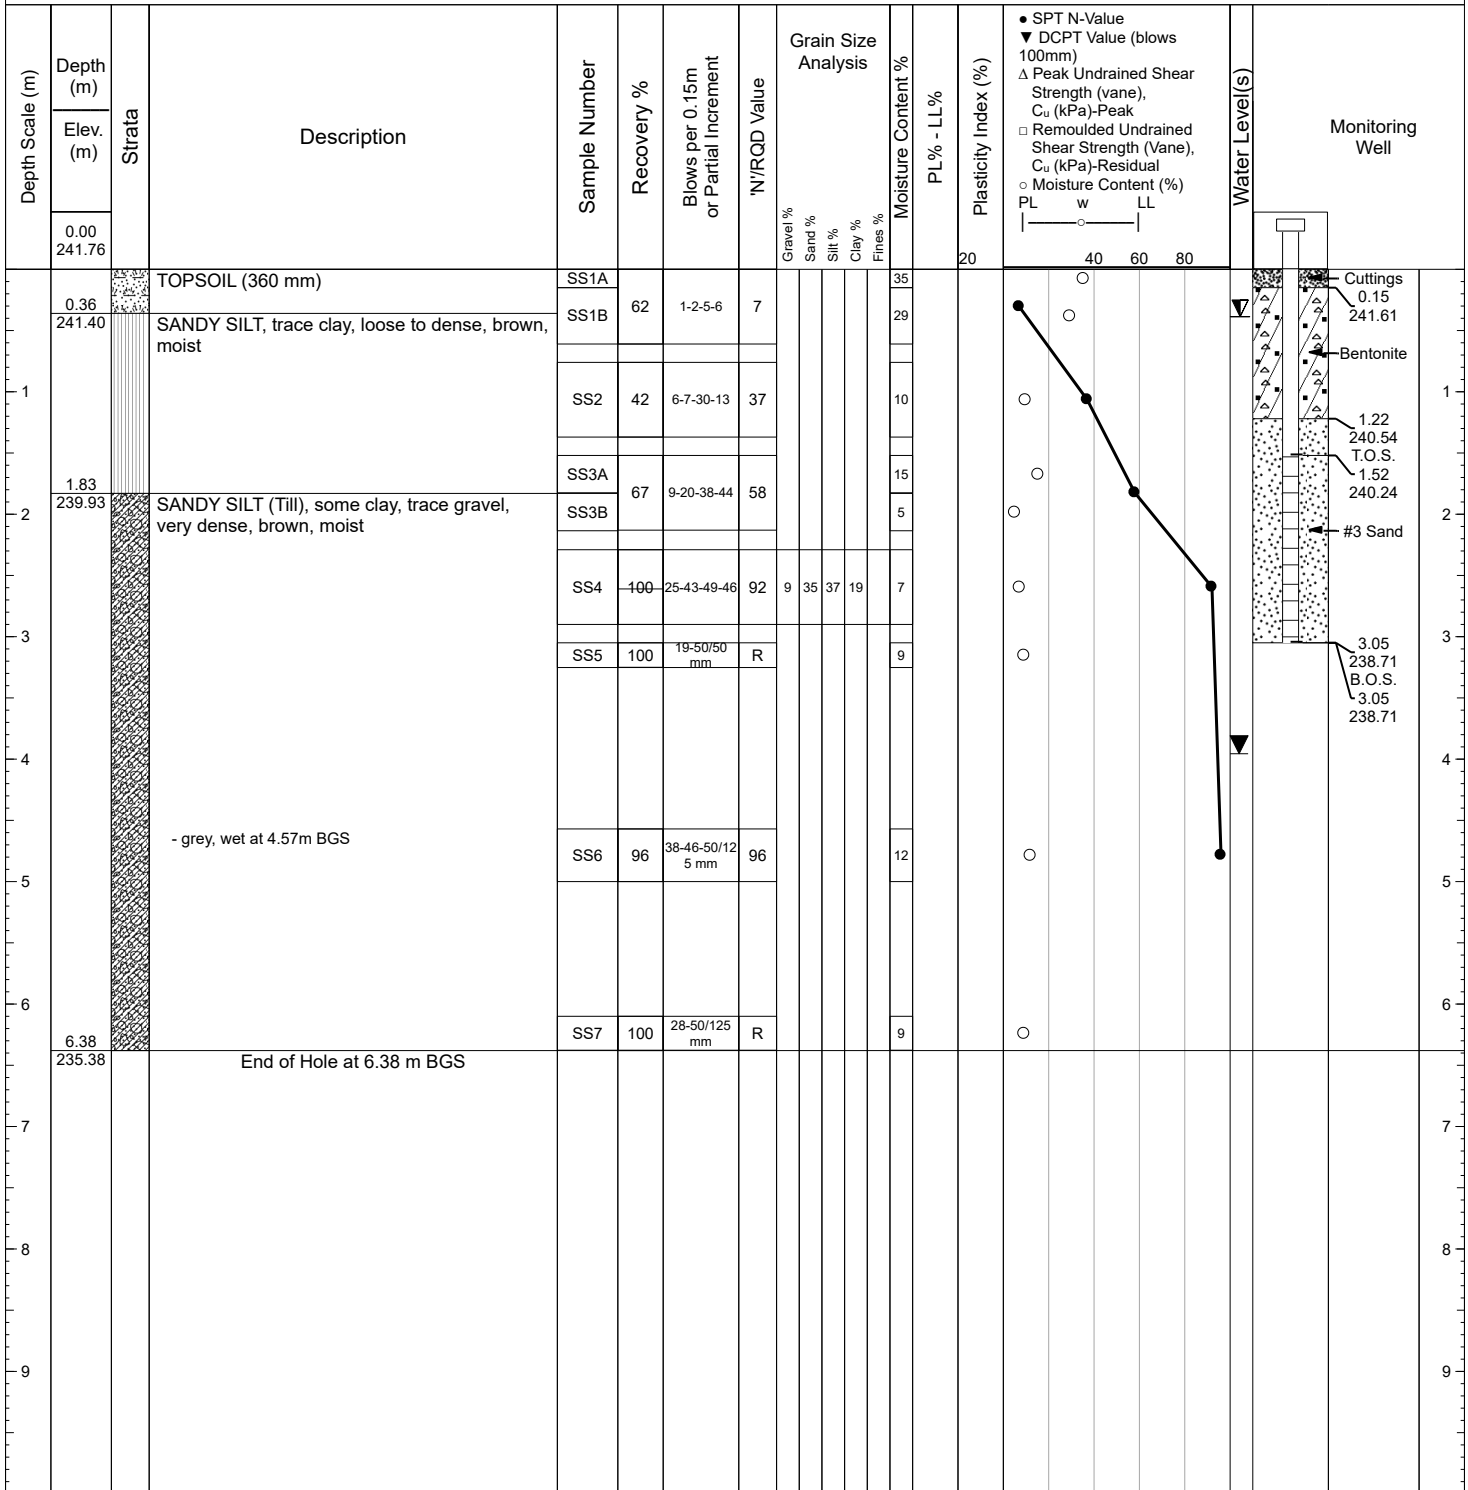 Depth Scale (m)
Depth
(m)
Elev.
(m)
0.00
241.76
Strata
Description
Sample Number
Recovery %
Blows per 0.15m
or Partial Increment
'N'/RQD Value
Grain Size
Analysis
Gravel %
Sand %
Silt %
Clay %
Fines %
Moisture Content %
PL% - LL%
Plasticity Index (%)
● SPT N-Value
▼ DCPT Value (blows
100mm)
Δ Peak Undrained Shear
Strength (vane),
Cu (kPa)-Peak
□ Remoulded Undrained
Shear Strength (Vane),
Cu (kPa)-Residual
○ Moisture Content (%)
PL w LL
20 40 60 80
Water Level(s)
Monitoring
Well
TOPSOIL (360 mm)
0.36
241.40
SANDY SILT, trace clay, loose to dense, brown,
moist
1.83
239.93
SANDY SILT (Till), some clay, trace gravel,
very dense, brown, moist
- grey, wet at 4.57m BGS
6.38
235.38
End of Hole at 6.38 m BGS
SS1A 35
SS1B 62 1-2-5-6 7 29
SS2 42 6-7-30-13 37 10
SS3A 15
67 9-20-38-44 58
SS3B 5
SS4 100 25-43-49-46 92 9 35 37 19 7
SS5 100 19-50/50
mm R 9
SS6 96 38-46-50/12
5 mm 96 12
SS7 100 28-50/125
mm R 9
Cuttings
0.15
241.61
Bentonite
1.22
240.54
T.O.S.
1.52
240.24
#3 Sand
3.05
238.71
B.O.S.
3.05
238.71
1
2
3
4
5
6
7
8
9
1
2
3
4
5
6
7
8
9